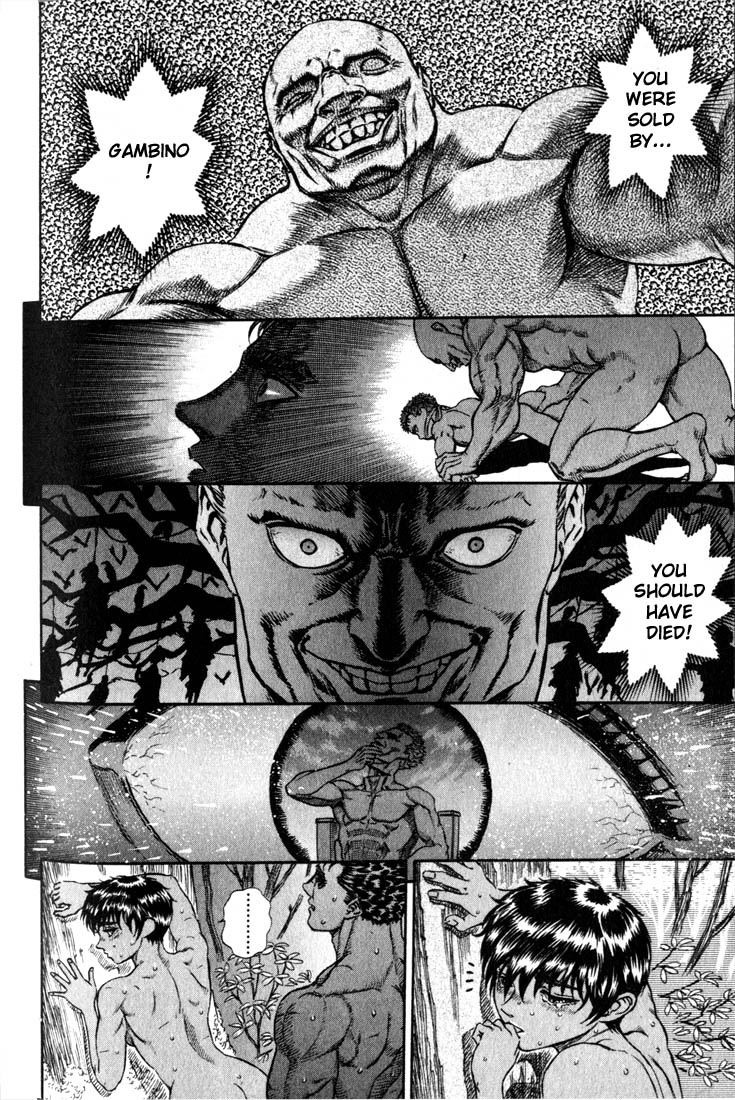 YOU
WERE
SOLD
BY...
GAMBINO
!
YOU
SHOULD
HAVE
DIED!
.........